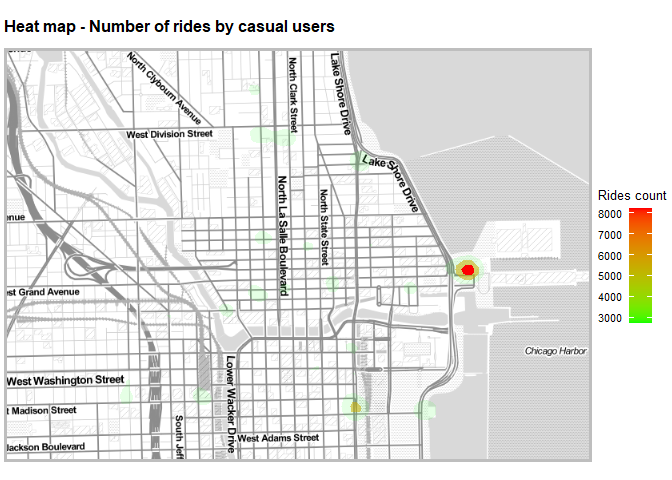 Heat map - Number of rides by casual users
North Clybourn Avenue
North Clark Street
Lake Shore Drive
West Division Street
Lake Shore Drive
North La Salle Boulevard
North State Street
enue
Rides count
8000
7000
6000
5000
4000
3000
st Grand Avenue
Chicago Harbor
West Washington Street
Lower Wacker Drive
t Madison Street
South Jeff
West Adams Street
Jackson Boulevard